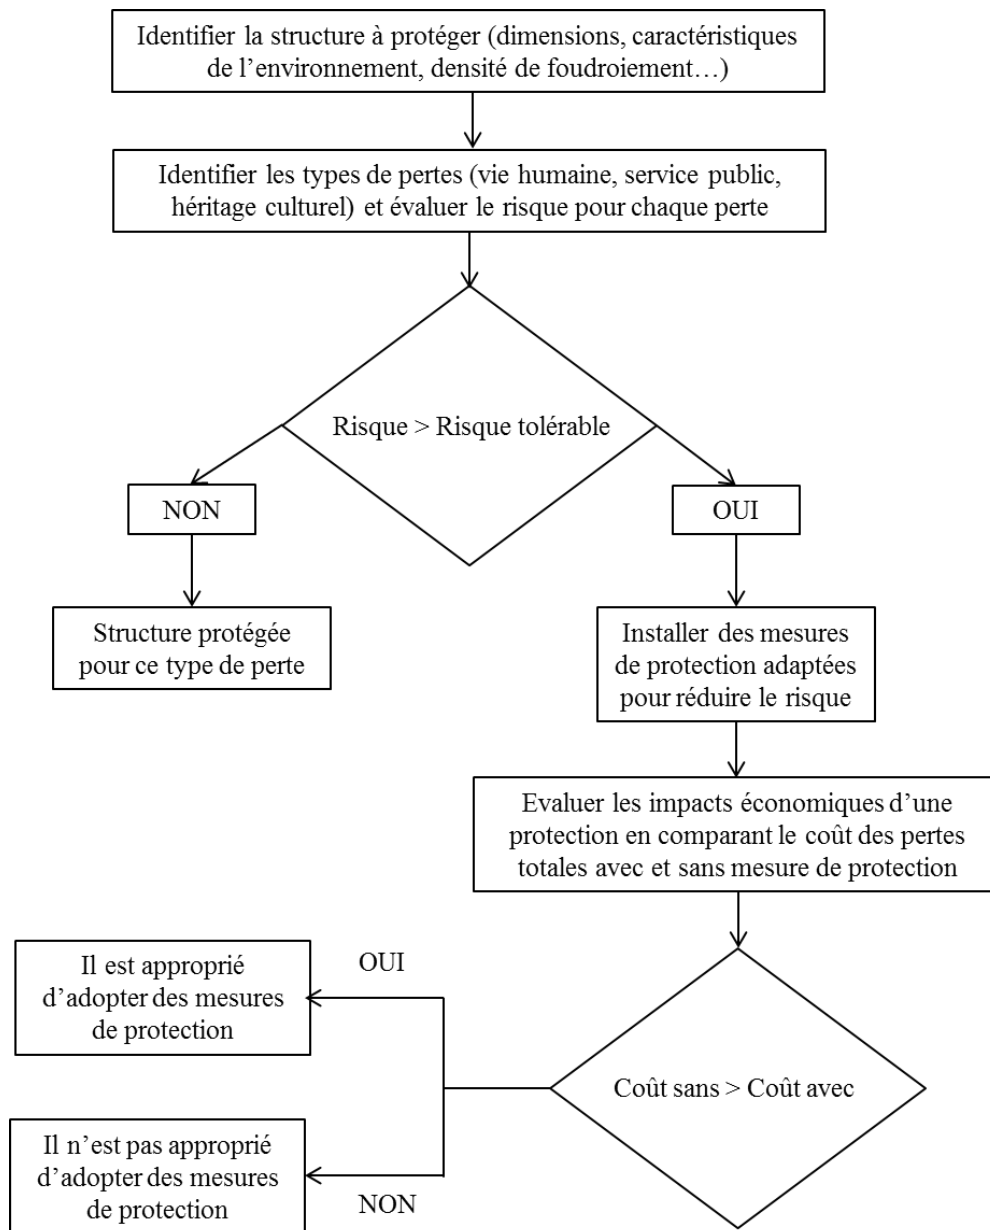 Identifier la structure à protéger (dimensions, caractéristiques
de l’environnement, densité de foudroiement…)
Identifier les types de pertes (vie humaine, service public,
héritage culturel) et évaluer le risque pour chaque perte
Risque > Risque tolérable
NON
OUI
Structure protégée
pour ce type de perte
Installer des mesures
de protection adaptées
pour réduire le risque
Evaluer les impacts économiques d’une
protection en comparant le coût des pertes
totales avec et sans mesure de protection
OUI
Il est approprié
d’adopter des mesures
de protection
Coût sans > Coût avec
Il n’est pas approprié
d’adopter des mesures
de protection
NON